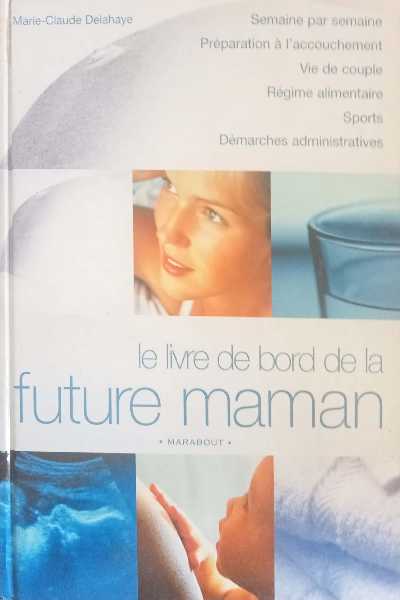 Marie-Claude Delahaye
Semaine par semaine
Préparation à l'accouchement
Vie de couple
Régime alimentaire
Sports
Démarches administratives
le livre de bord de la
future maman
• MARABOUT •